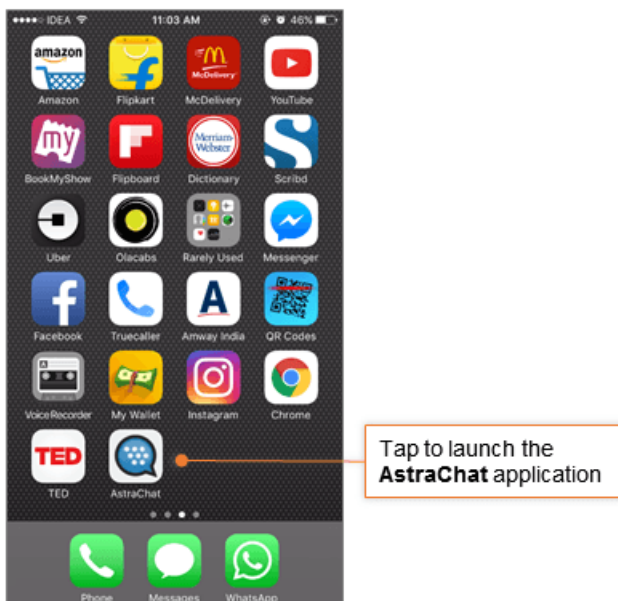 IDEA 11:03 AM 46%
amazon
McDelivery
Amazon Flipkart McDelivery YouTube
my
Merriam-
Webster
BookMyShow Flipboard Dictionary Scribd
Uber Olacabs Rarely Used Messenger
f A
Facebook Truecaller Amway India QR Codes
A
VoiceRecorder My Wallet Instagram Chrome
TED
TED AstraChat
Tap to launch the
AstraChat application
Phone Messages WhatsApp